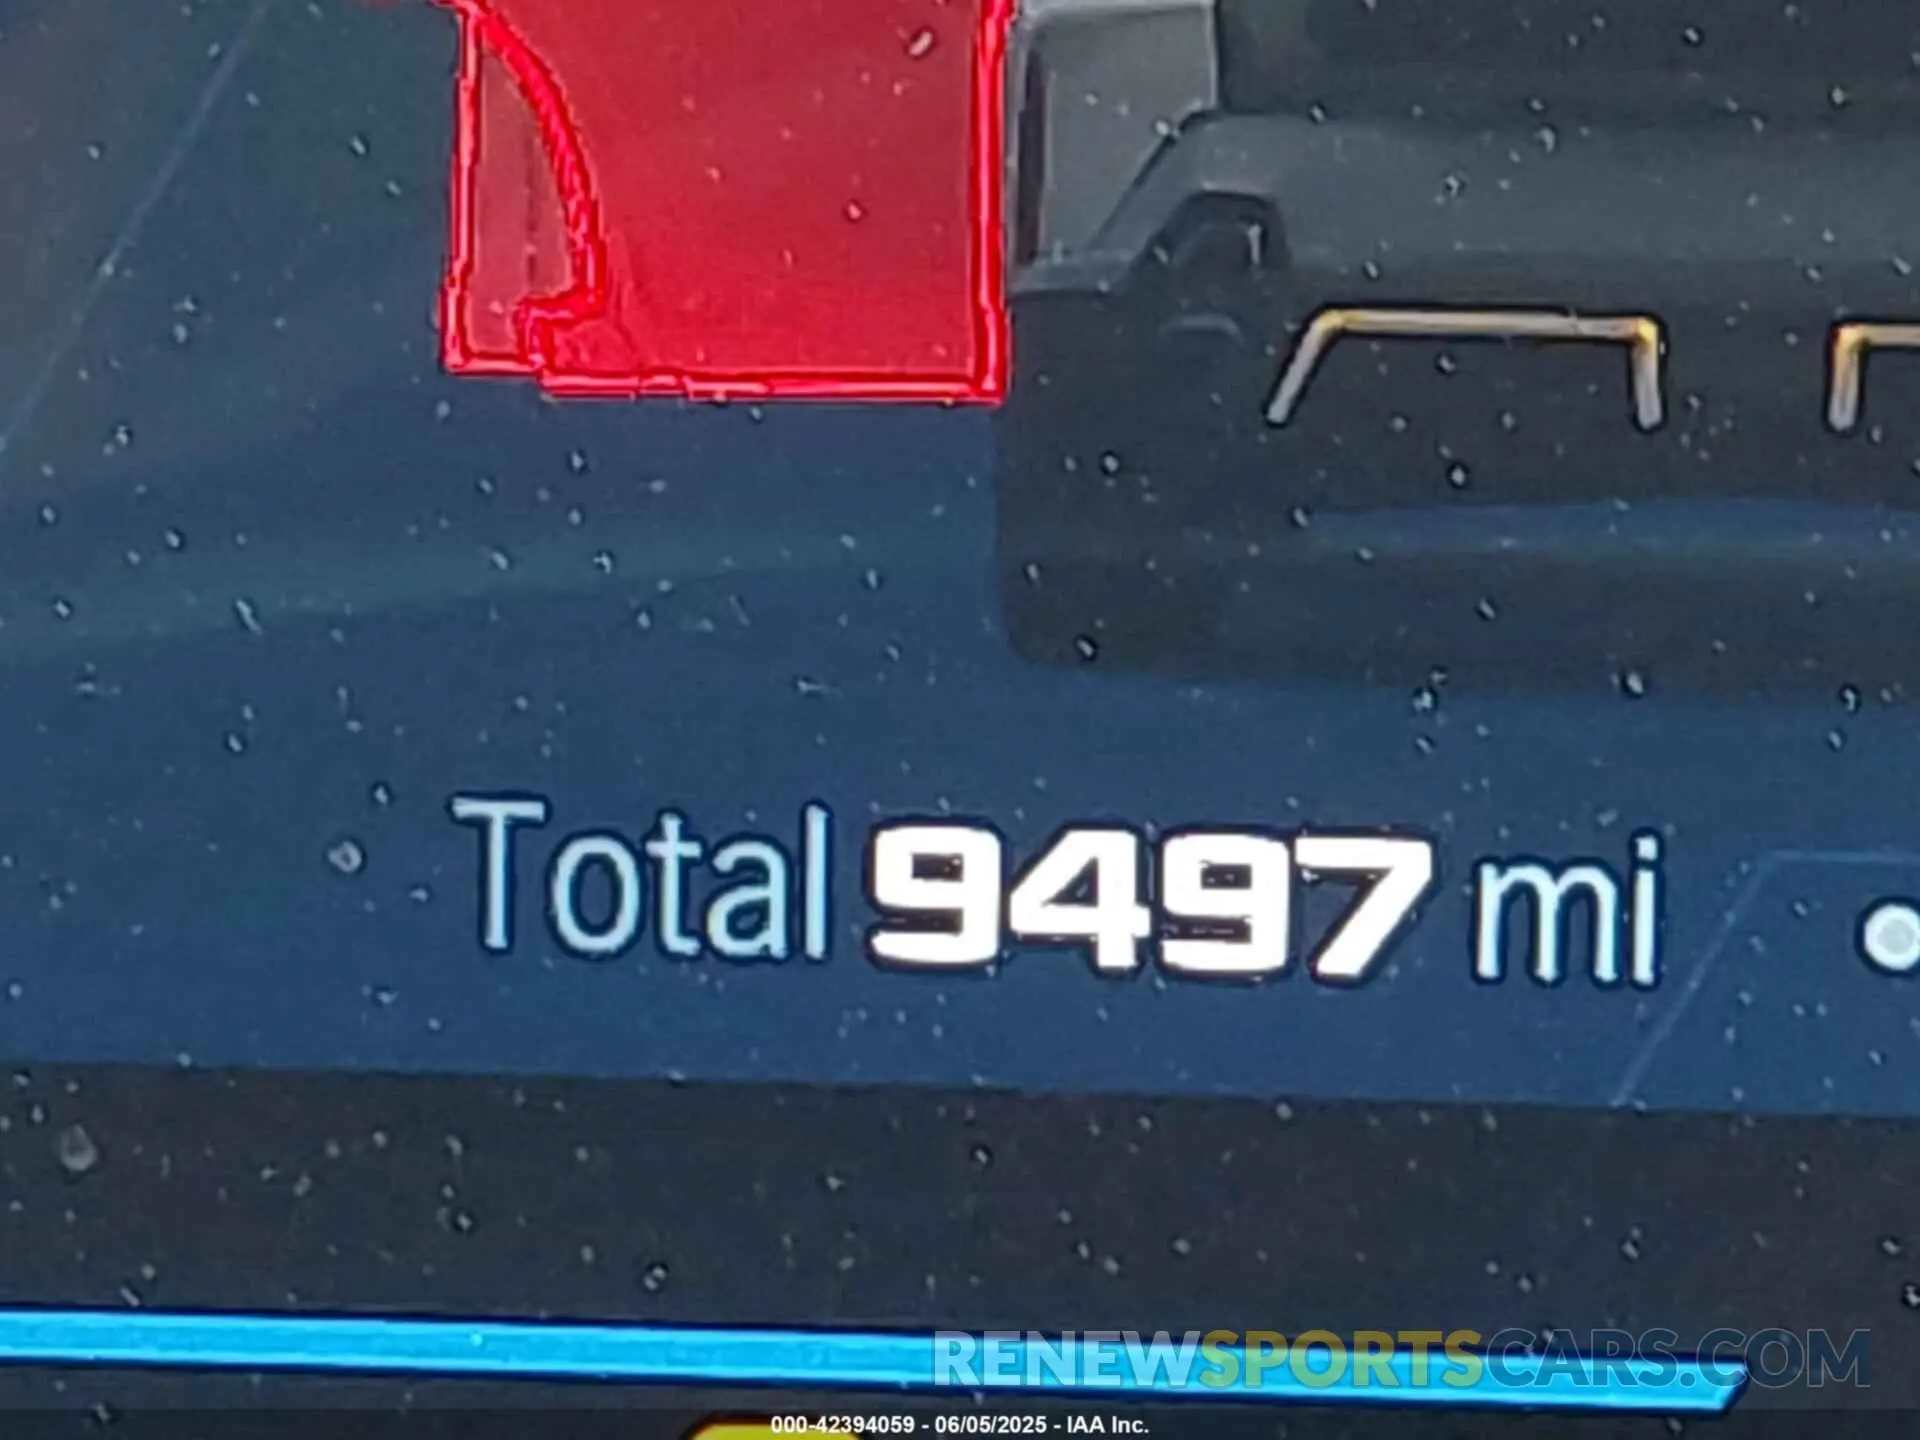 Total 9497 mi
RENEWSPORTSCARS.COM
000-42394059 - 06/05/2025 - IAA Inc.